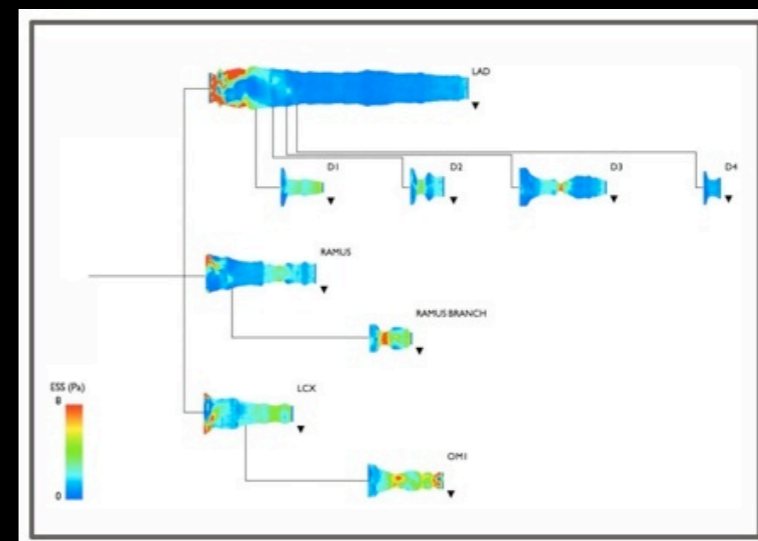 LAD
D1
D2
D3
D4
RAMUS
RAMUS BRANCH
LCX
ESS (Pa)
8
0
OM1